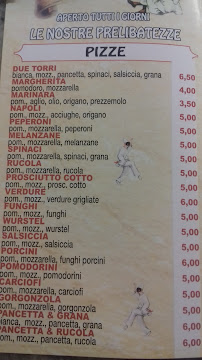 APERTO TUTTI I GIORNI
LE NOSTRE PRELIBATEZZE
PIZZE
DUE TORRI
bianca, mozz., pancetta, spinaci, salsiccia, grana 6,50
MARGHERITA
pomodoro, mozzarella 4,00
MARINARA
pom., aglio, olio, origano, prezzemolo 3,50
NAPOLI
pom., mozz., acciughe, origano 5,00
PEPERONI
pom., mozzarella, peperoni 5,00
MELANZANE
pom., mozzarella, melanzane 5,00
SPINACI
pom., mozzarella, spinaci, grana 5,00
RUCOLA
pom., mozzarella, rucola 5,00
PROSCIUTTO COTTO
pom., mozz., prosc. cotto 5,00
VERDURE
pom., mozz., verdure grigliate 6,00
FUNGHI
pom., mozz., funghi 5,00
WURSTEL
pom., mozz., wurstel 5,00
SALSICCIA
pom., mozz., salsiccia 5,00
PORCINI
pom., mozzarella, funghi porcini 6,00
POMODORINI
pom., mozz., pomodorini 5,00
CARCIOFI
pom., mozzarella, carciofi 5,00
GORGONZOLA
pom., mozzarella, gorgonzola 5,00
PANCETTA & GRANA
bianca, mozz., pancetta, grana 6,00
PANCETTA & RUCOLA
pom., mozz., pancetta, rucola 6,00